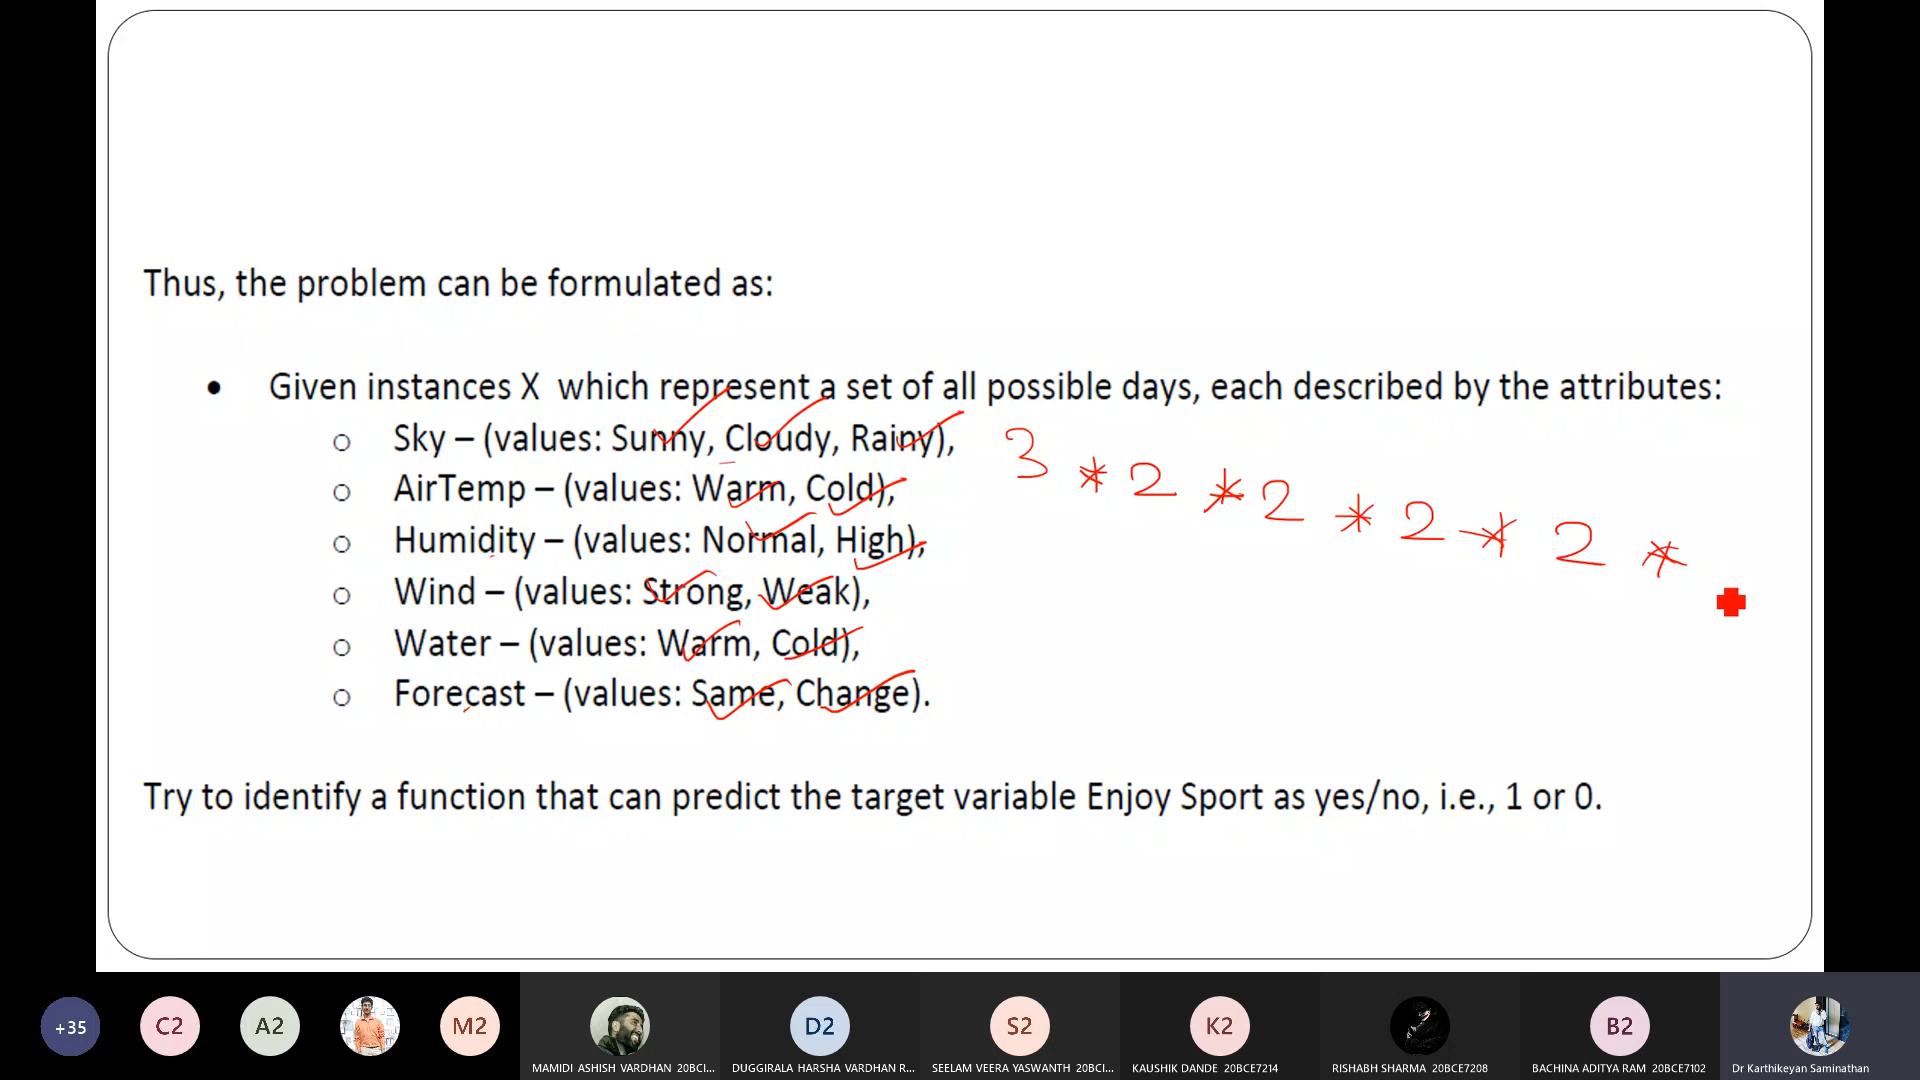 Thus, the problem can be formulated as:
• Given instances X which represent a set of all possible days, each described by the attributes:
o Sky – (values: Sunny, Cloudy, Rainy),
3 * 2 * 2 * 2 * 2 *
o AirTemp – (values: Warm, Cold),
o Humidity – (values: Normal, High),
o Wind – (values: Strong, Weak),
o Water – (values: Warm, Cold),
o Forecast – (values: Same, Change).
Try to identify a function that can predict the target variable Enjoy Sport as yes/no, i.e., 1 or 0.
+35 C2 A2 M2 D2 S2 K2 B2
MAMIDI ASHISH VARDHAN 20BCI... DUGGIRALA HARSHA VARDHAN R... SEELAM VEERA YASWANTH 20BCI... KAUSHIK DANDE 20BCE7214 RISHABH SHARMA 20BCE7208 BACHINA ADITYA RAM 20BCE7102 Dr Karthikeyan Saminathan